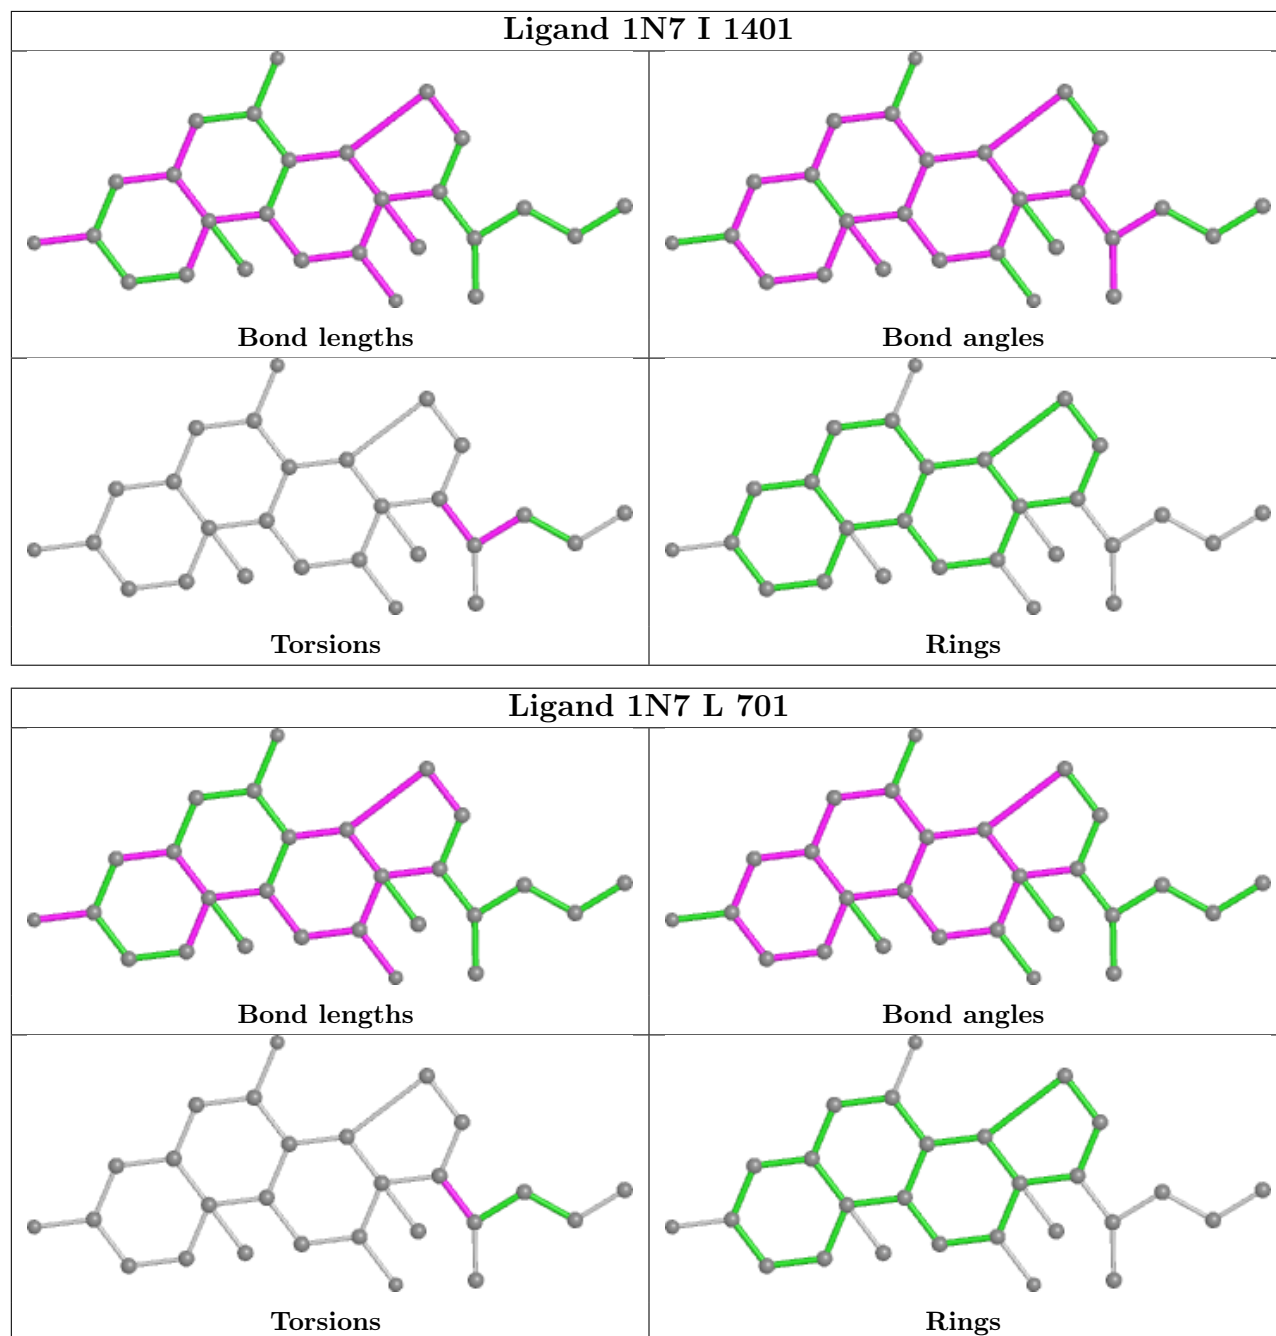 Ligand 1N7 I 1401
Bond lengths
Bond angles
Torsions
Rings
Ligand 1N7 L 701
Bond lengths
Bond angles
Torsions
Rings